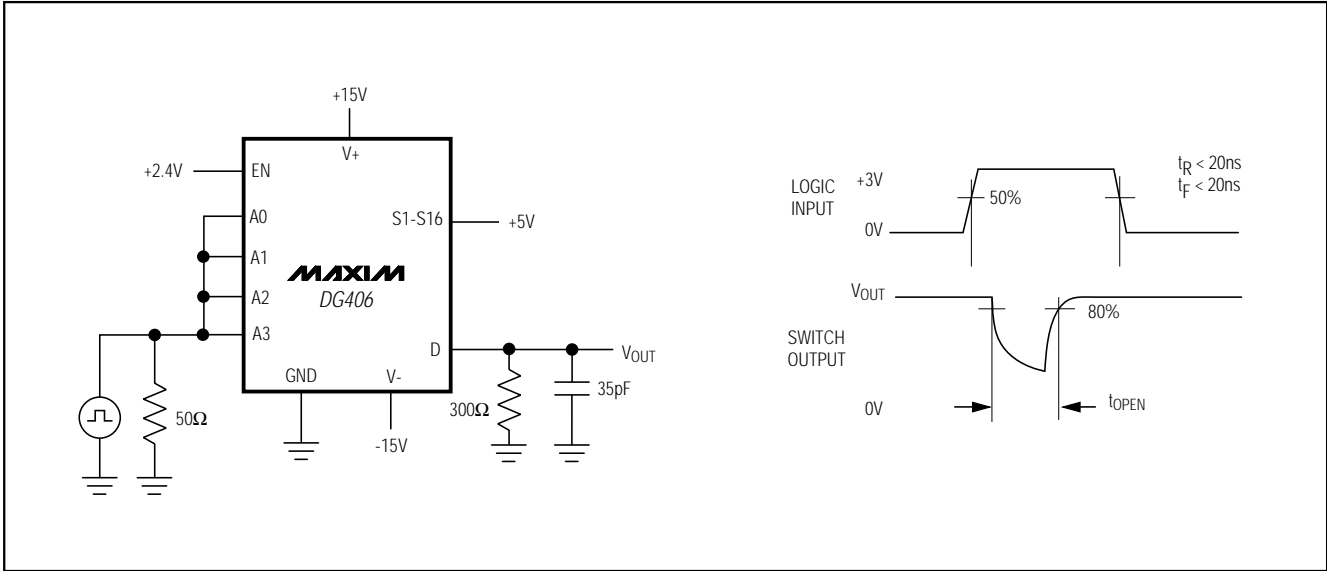 +15V
V+
+2.4V
EN
A0
S1-S16
+5V
A1
MAXIM
DG406
A2
A3
D
VOUT
GND
V-
50Ω
300Ω
35pF
-15V
LOGIC
INPUT
+3V
50%
0V
tR < 20ns
tF < 20ns
VOUT
80%
SWITCH
OUTPUT
0V
tOPEN